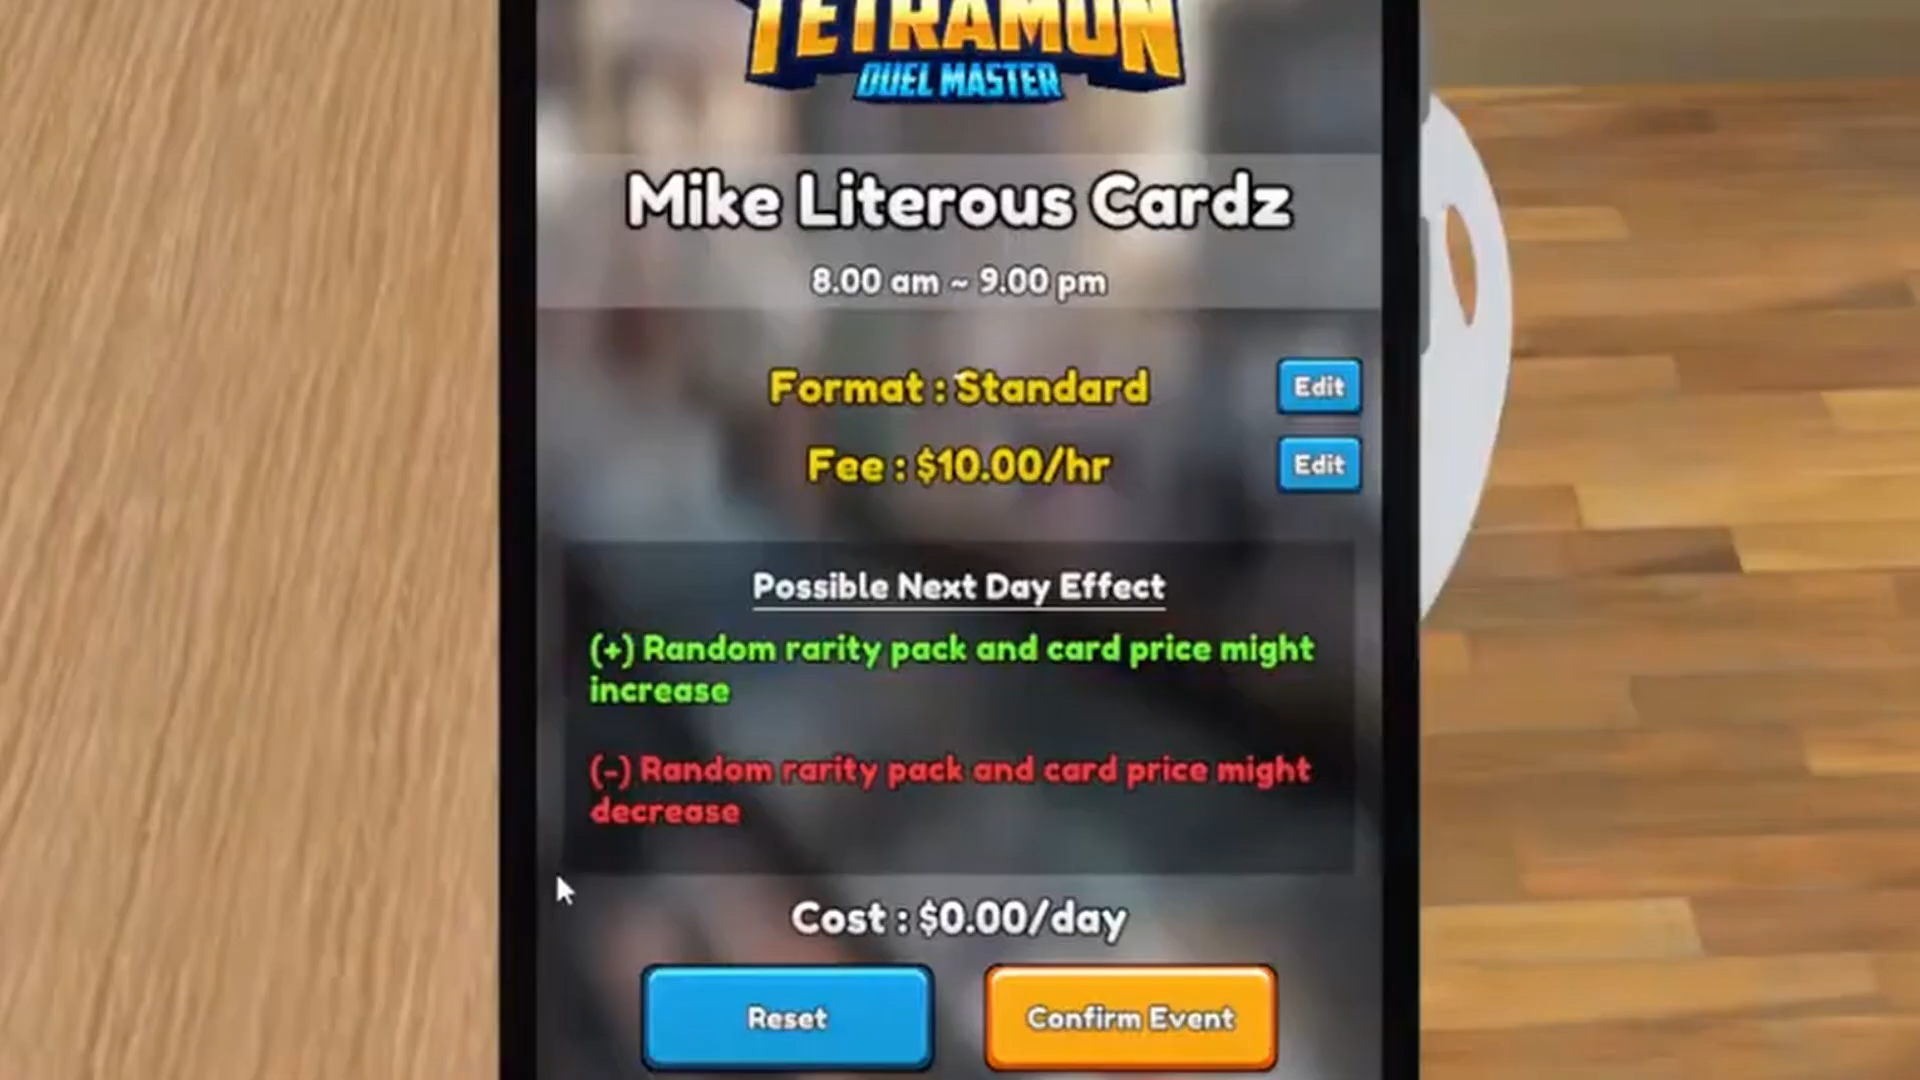 TETRAMON
DUEL MASTER
Mike Literous Cardz
8.00 am ~ 9.00 pm
Format : Standard
Edit
Fee : $10.00/hr
Edit
Possible Next Day Effect
(+) Random rarity pack and card price might
increase
(-) Random rarity pack and card price might
decrease
Cost : $0.00/day
Reset
Confirm Event